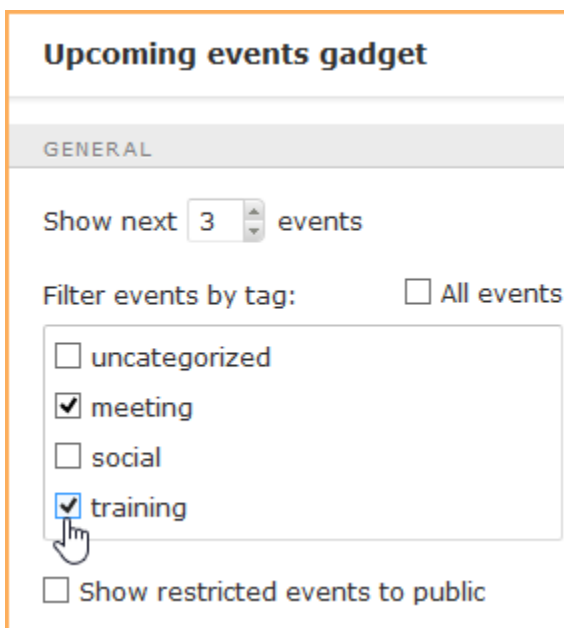 Upcoming events gadget
GENERAL
Show next 3 events
Filter events by tag: All events
uncategorized
meeting
social
training
Show restricted events to public